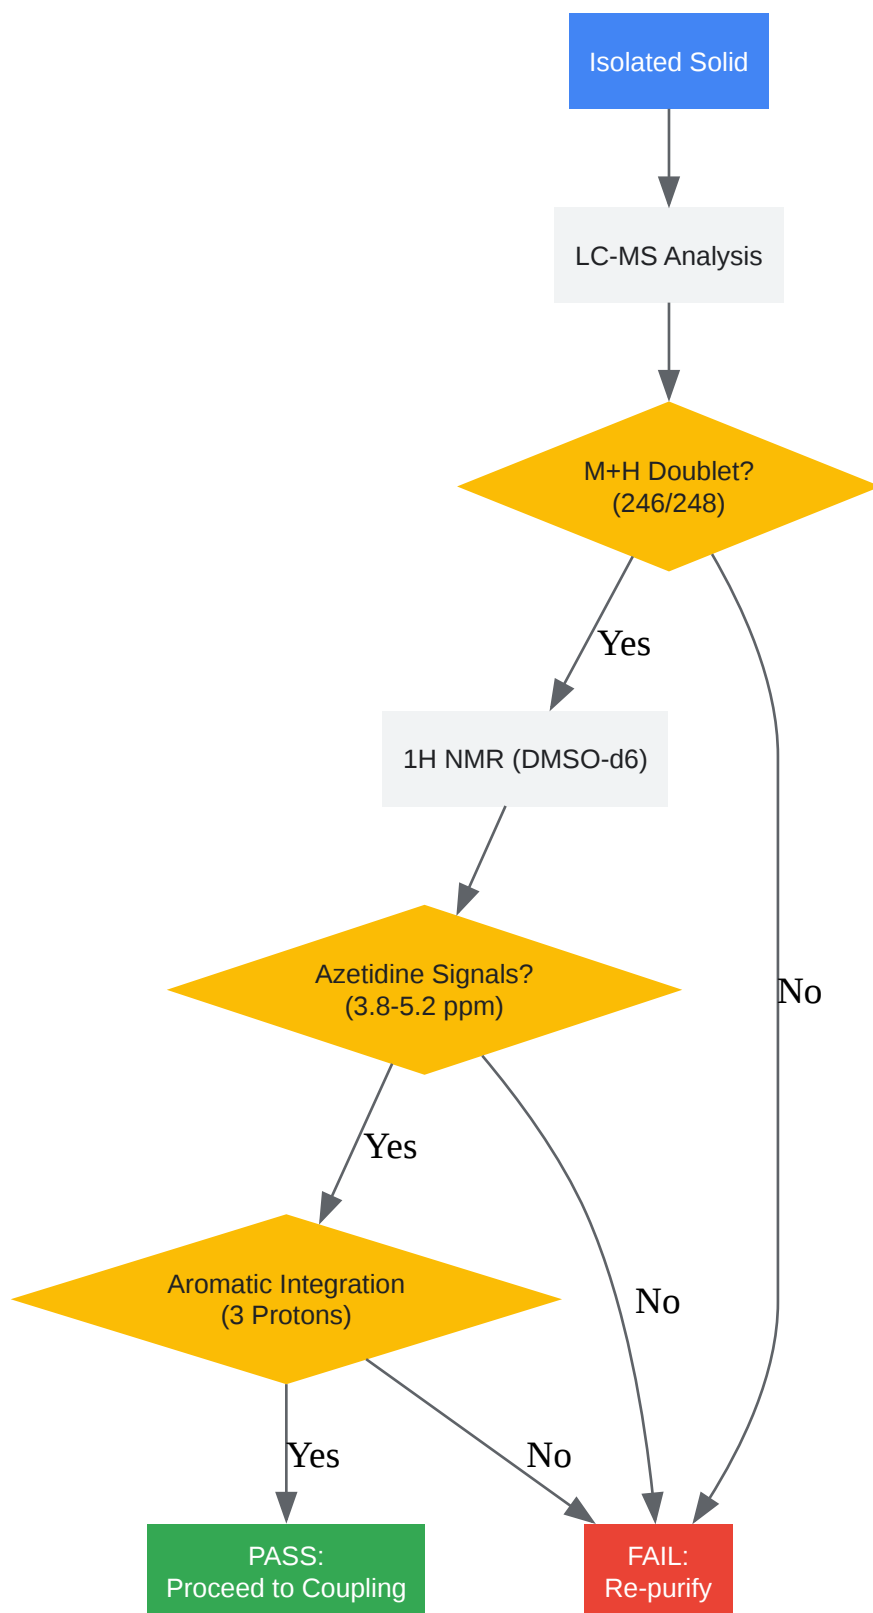 Isolated Solid
LC-MS Analysis
M+H Doublet?
(246/248)
Yes
1H NMR (DMSO-d6)
Azetidine Signals?
(3.8-5.2 ppm)
No
Yes
Aromatic Integration
(3 Protons)
No
Yes
No
PASS:
Proceed to Coupling
FAIL:
Re-purify